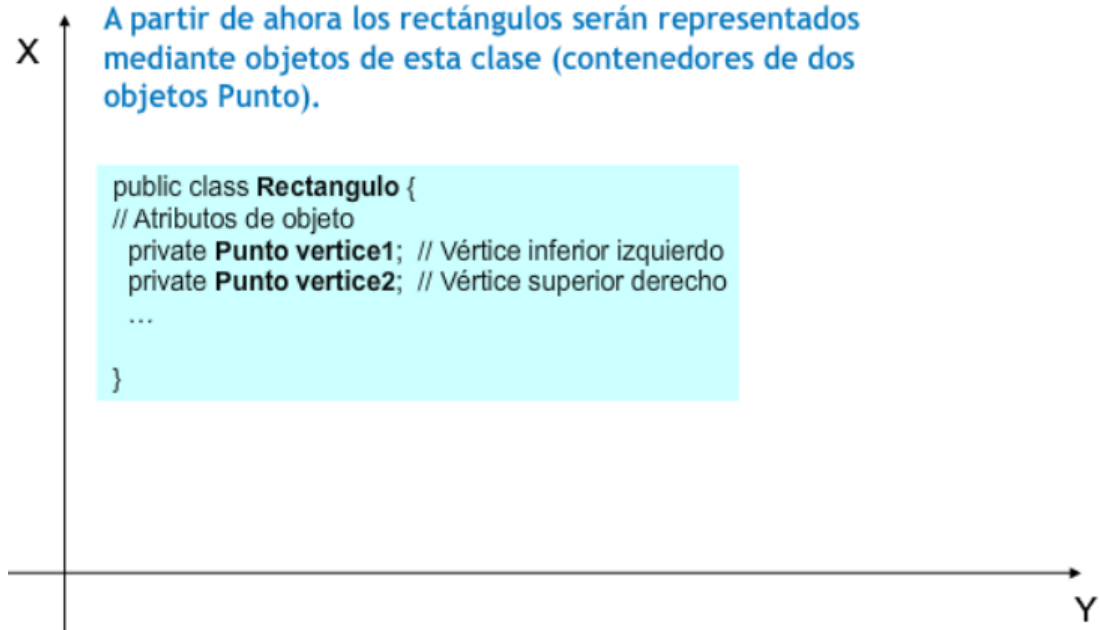 A partir de ahora los rectángulos serán representados
X
mediante objetos de esta clase (contenedores de dos
objetos Punto).
public class Rectangulo {
// Atributos de objeto
private Punto vertice1; // Vértice inferior izquierdo
private Punto vertice2; // Vértice superior derecho
...
}
Y